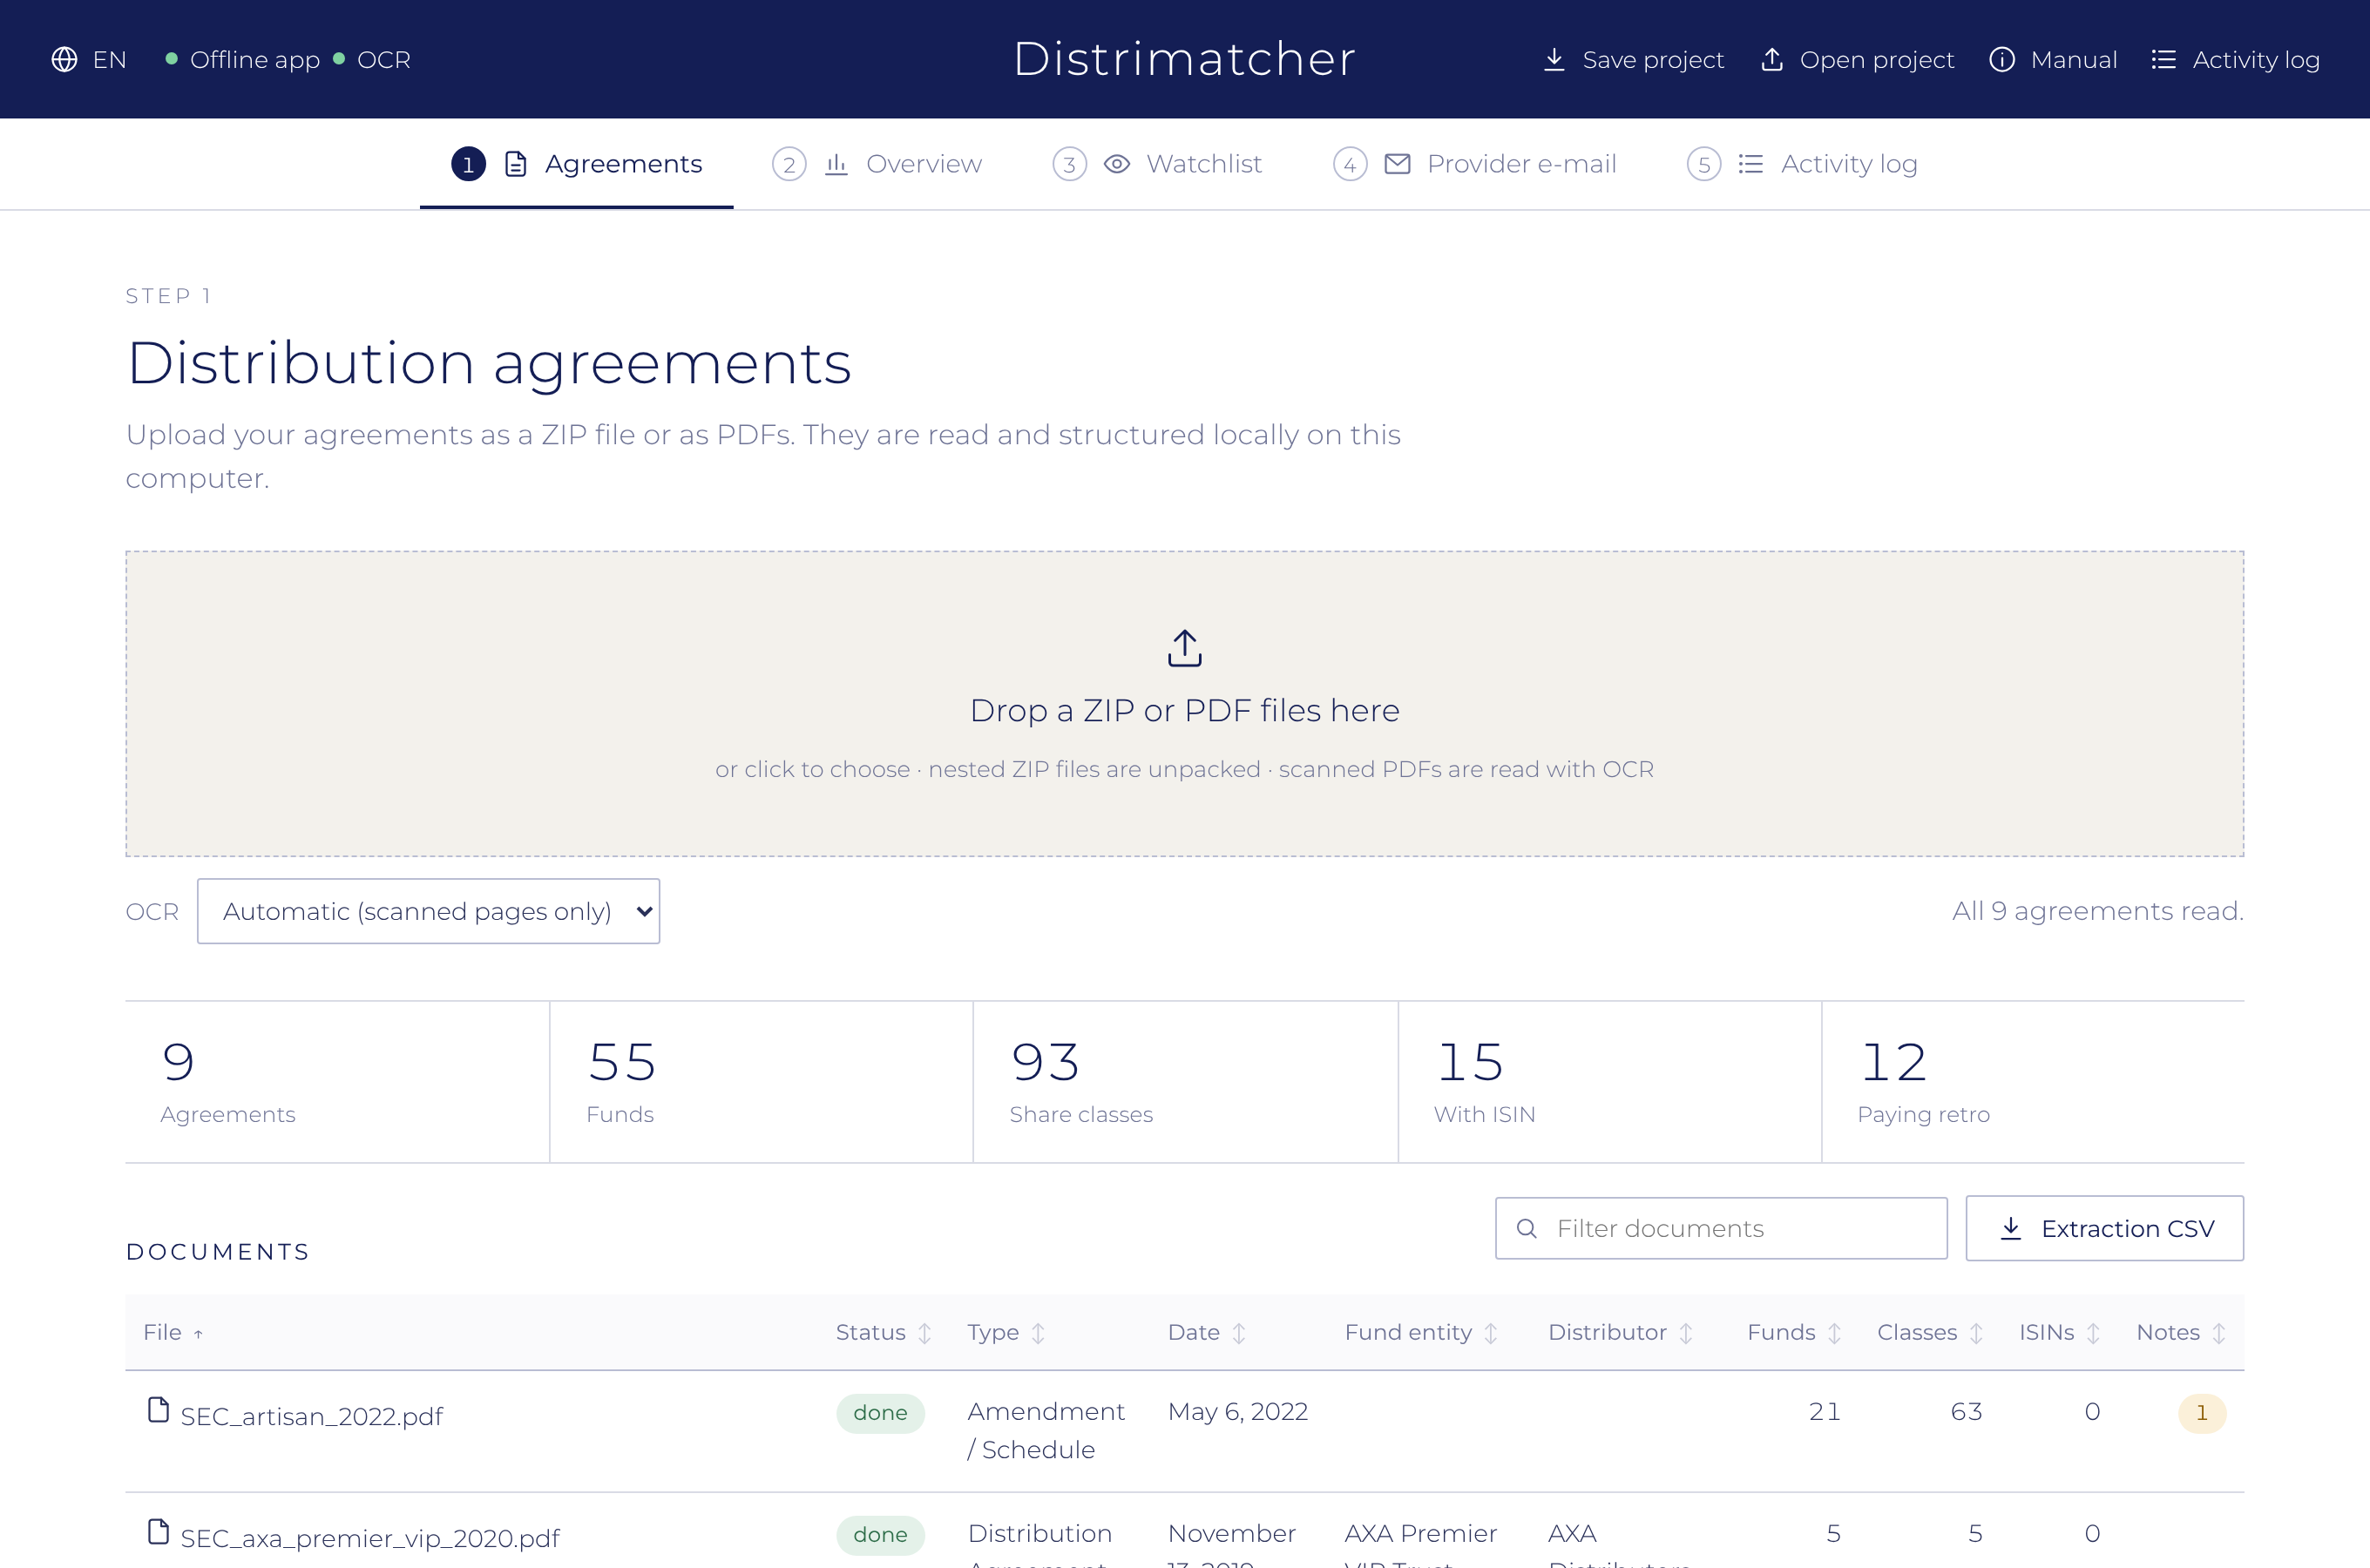 EN Offline app OCR Distrimatcher Save project Open project Manual Activity log
1 Agreements 2 Overview 3 Watchlist 4 Provider e-mail 5 Activity log
STEP 1
Distribution agreements
Upload your agreements as a ZIP file or as PDFs. They are read and structured locally on this
computer.
Drop a ZIP or PDF files here
or click to choose · nested ZIP files are unpacked · scanned PDFs are read with OCR
OCR Automatic (scanned pages only) All 9 agreements read.
9 55 93 15 12
Agreements Funds Share classes With ISIN Paying retro
DOCUMENTS Filter documents Extraction CSV
File ↑ Status Type Date Fund entity Distributor Funds Classes ISINs Notes
SEC_artisan_2022.pdf done Amendment May 6, 2022 21 63 0 1
/ Schedule
SEC_axa_premier_vip_2020.pdf done Distribution November AXA Premier AXA 5 5 0